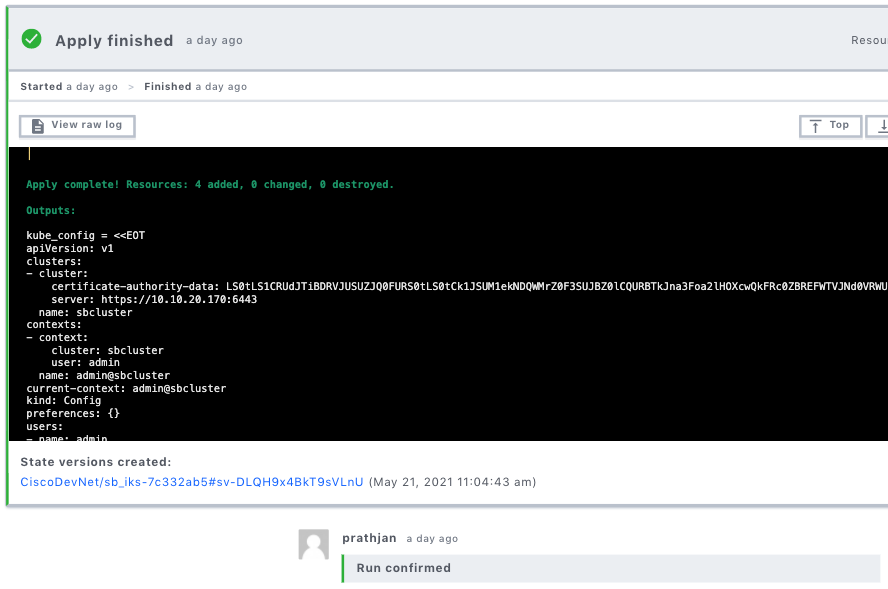 Apply finished a day ago
Started a day ago > Finished a day ago
View raw log
Top
Apply complete! Resources: 4 added, 0 changed, 0 destroyed.
Outputs:
kube_config = <<EOT
apiVersion: v1
clusters:
- cluster:
certificate-authority-data:
server: https://10.10.20.170:6443
name: sbcluster
contexts:
- context:
cluster: sbcluster
user: admin
name: admin@sbcluster
current-context: admin@sbcluster
kind: Config
preferences: {}
users:
- name: admin
State versions created:
CiscoDevNet/sb_iks-7c332ab5#sv-DLQH9x4BkT9sVLnU (May 21, 2021 11:04:43 am)
prathjan a day ago
Run confirmed